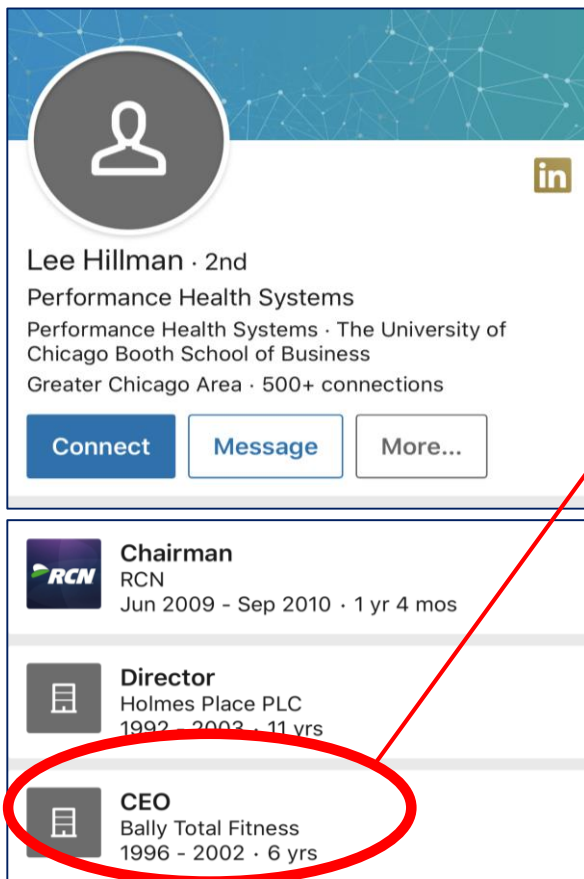 in
Lee Hillman · 2nd
Performance Health Systems
Performance Health Systems · The University of
Chicago Booth School of Business
Greater Chicago Area · 500+ connections
Connect Message More...
Chairman
RCN
RCN
Jun 2009 - Sep 2010 · 1 yr 4 mos
Director
Holmes Place PLC
1992 - 2003 · 11 yrs
CEO
Bally Total Fitness
1996 - 2002 · 6 yrs